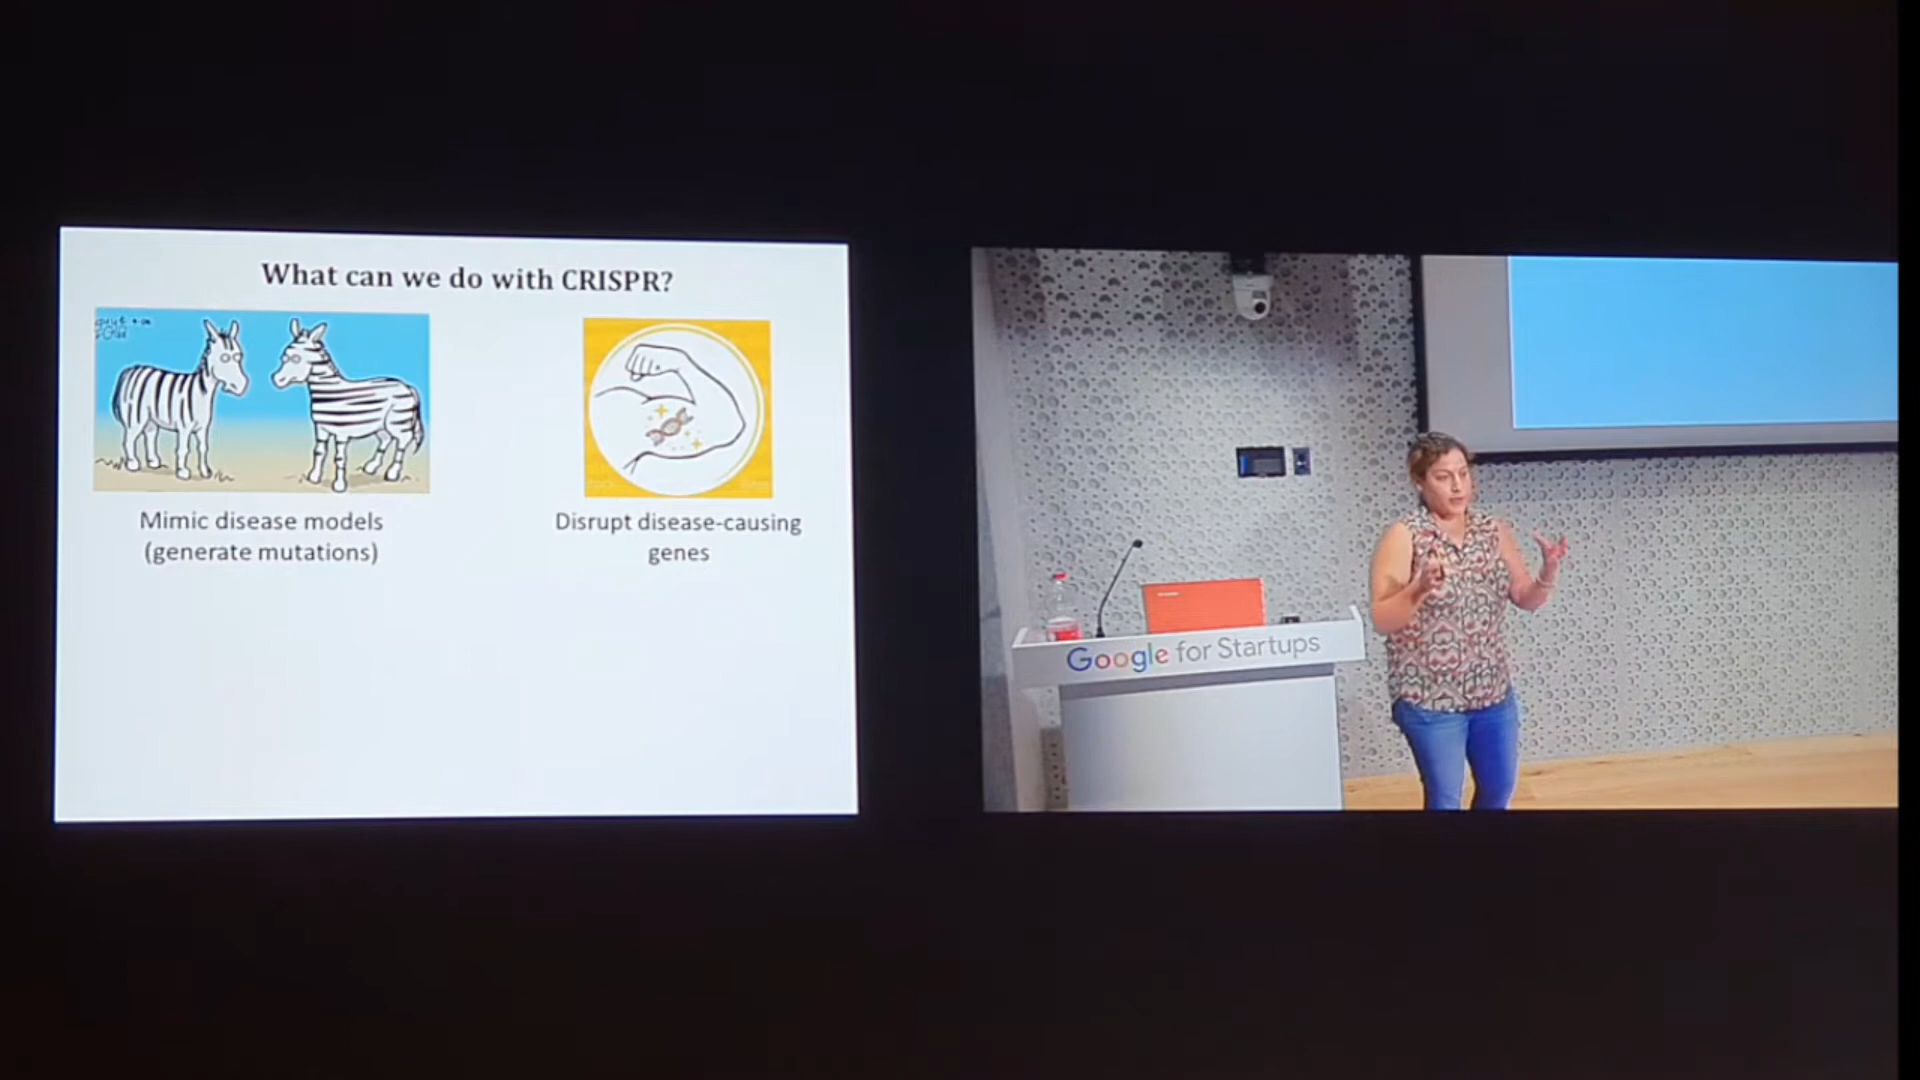 What can we do with CRISPR?
Mimic disease models
(generate mutations)
Disrupt disease-causing
genes
Google for Startups